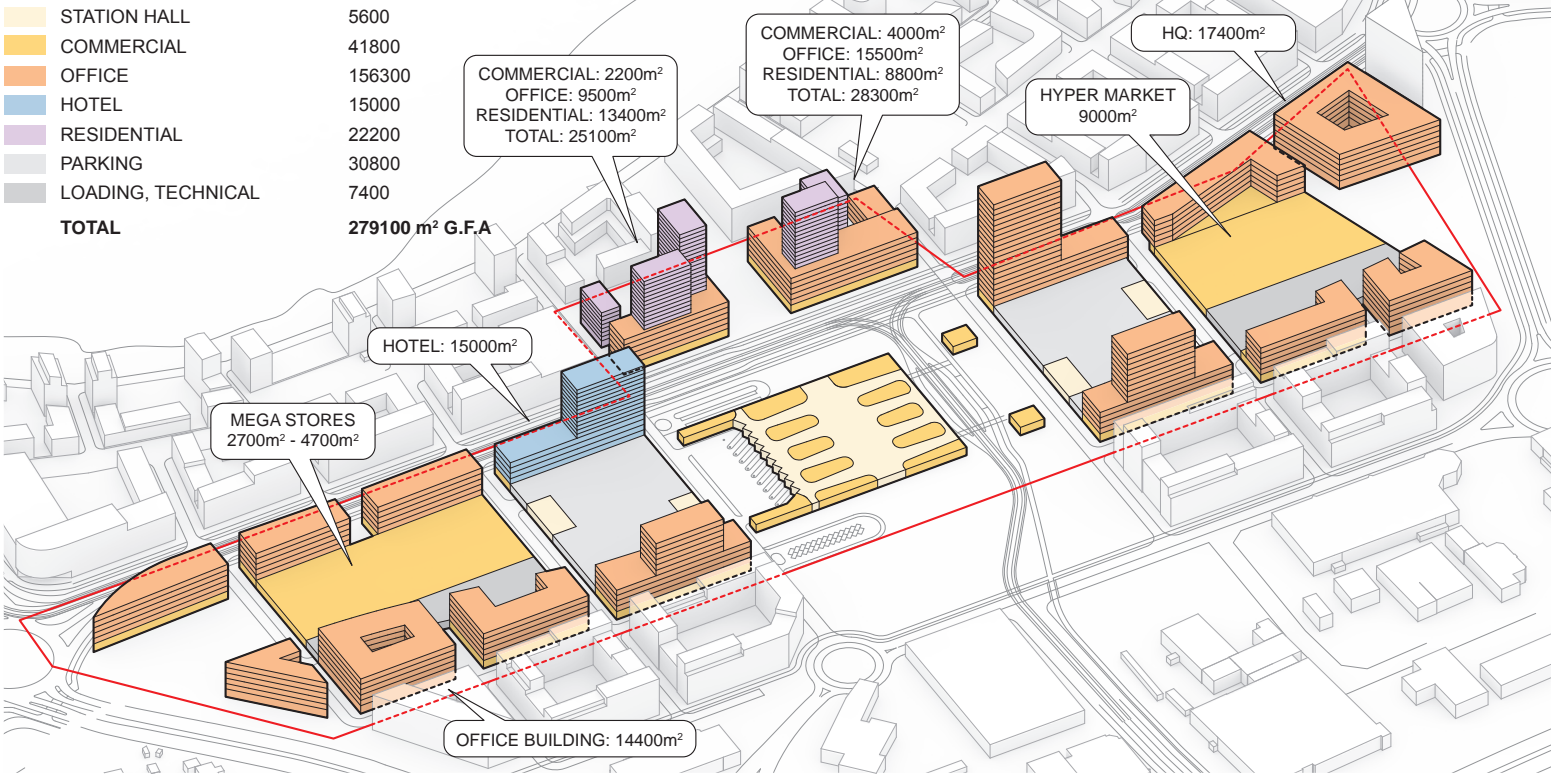 STATION HALL 5600
COMMERCIAL 41800
OFFICE 156300
HOTEL 15000
RESIDENTIAL 22200
PARKING 30800
LOADING, TECHNICAL 7400
TOTAL 279100 m² G.F.A
COMMERCIAL: 2200m²
OFFICE: 9500m²
RESIDENTIAL: 13400m²
TOTAL: 25100m²
COMMERCIAL: 4000m²
OFFICE: 15500m²
RESIDENTIAL: 8800m²
TOTAL: 28300m²
HQ: 17400m²
HYPER MARKET
9000m²
HOTEL: 15000m²
MEGA STORES
2700m² - 4700m²
OFFICE BUILDING: 14400m²